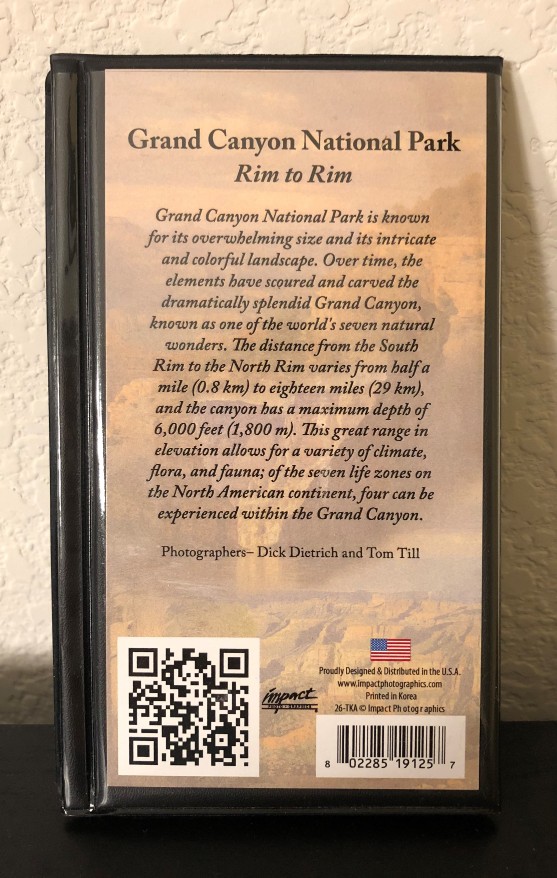 Grand Canyon National Park
Rim to Rim
Grand Canyon National Park is known
for its overwhelming size and its intricate
and colorful landscape. Over time, the
elements have scoured and carved the
dramatically splendid Grand Canyon,
known as one of the world's seven natural
wonders. The distance from the South
Rim to the North Rim varies from half a
mile (0.8 km) to eighteen miles (29 km),
and the canyon has a maximum depth of
6,000 feet (1,800 m). This great range in
elevation allows for a variety of climate,
flora, and fauna; of the seven life zones on
the North American continent, four can be
experienced within the Grand Canyon.
Photographers– Dick Dietrich and Tom Till
impact
PHOTO-GRAPHICS
Proudly Designed & Distributed in the U.S.A.
www.impactphotographics.com
Printed in Korea
26-TKA © Impact Photographics
8 02285 19125 7